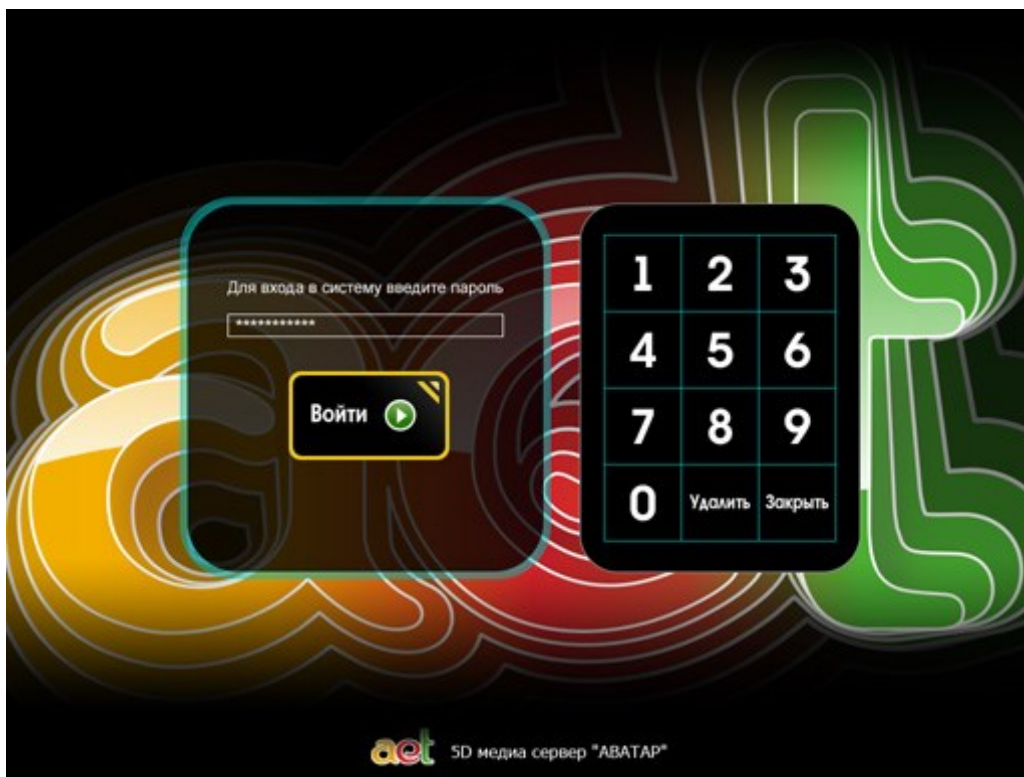 Для входа в систему введите пароль
***********
Войти
1 2 3
4 5 6
7 8 9
0 Удалить Закрыть
aet 5D медиа сервер "АВАТАР"
aet